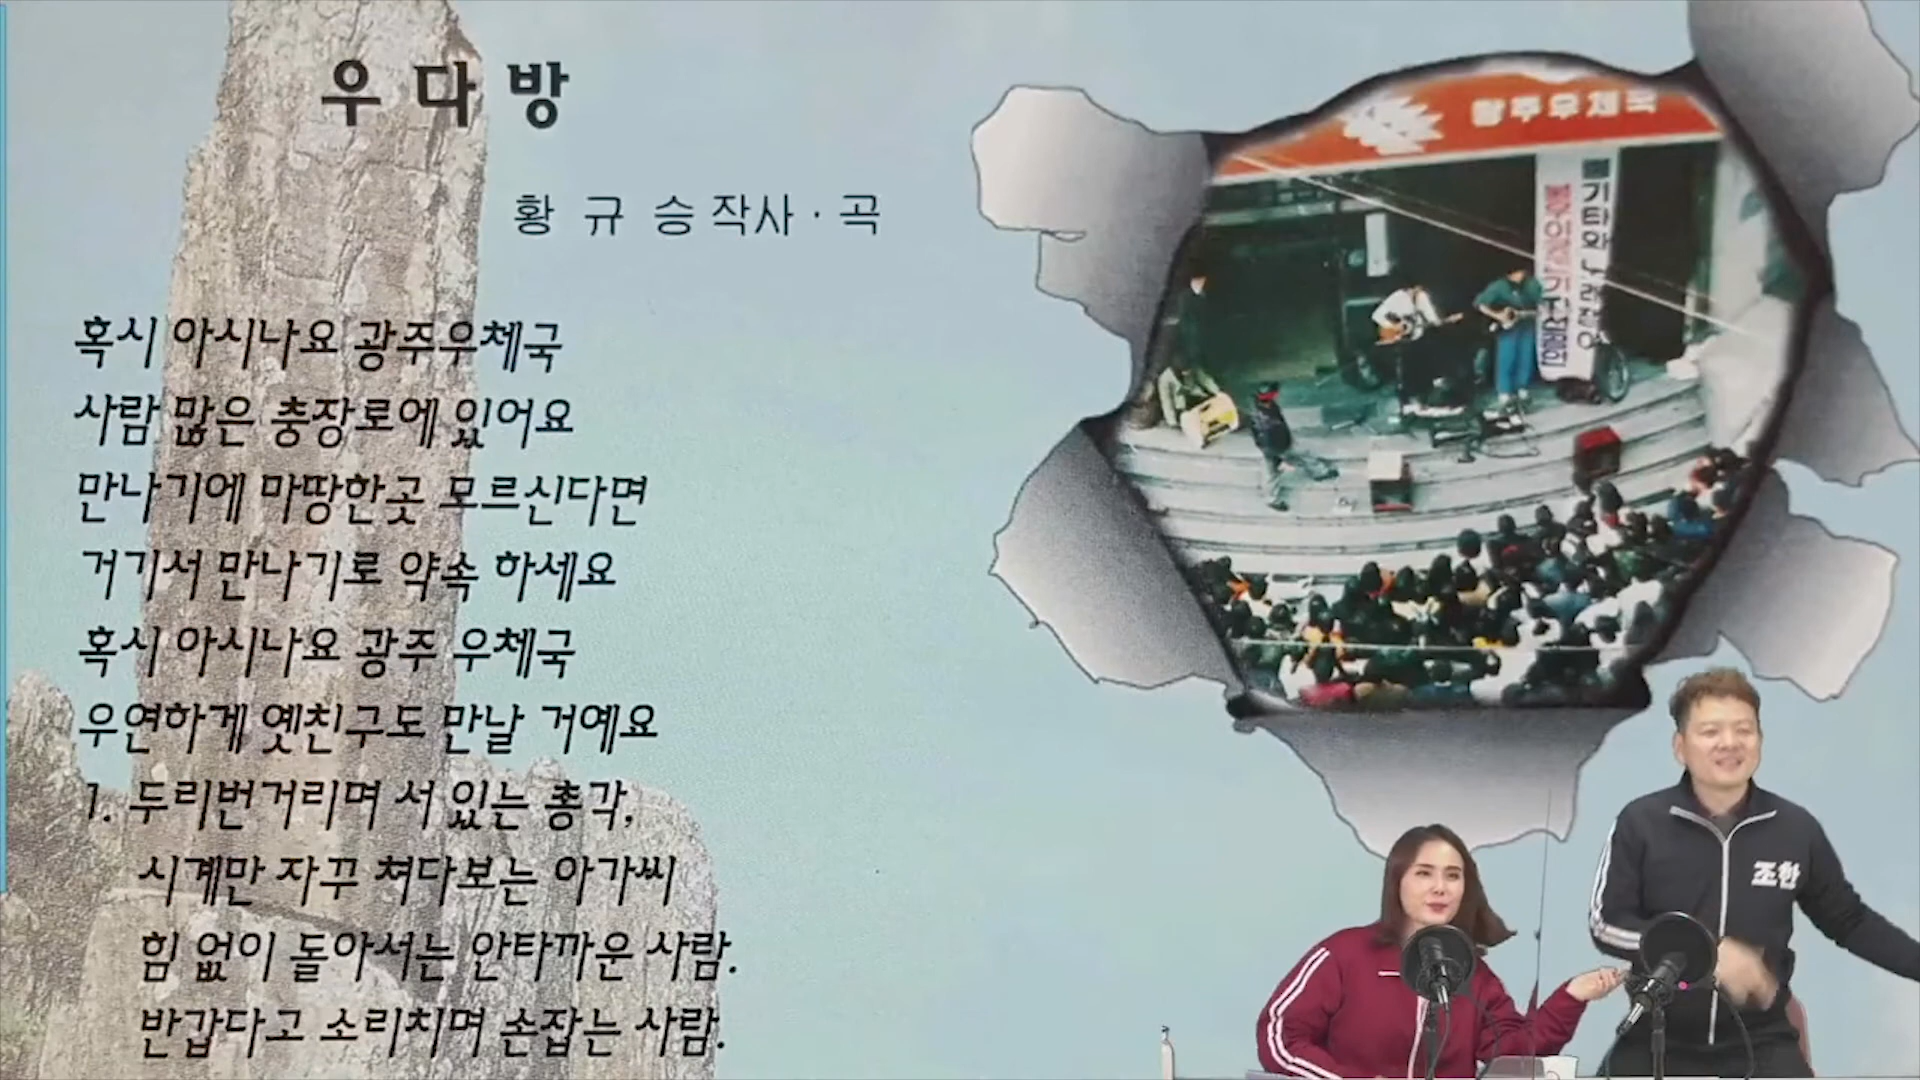 우다방
황 규 승 작사 · 곡
혹시 아시나요 광주우체국
사람 많은 충장로에 있어요
만나기에 마땅한곳 모르신다면
거기서 만나기로 약속 하세요
혹시 아시나요 광주 우체국
우연하게 옛친구도 만날 거예요
1. 두리번거리며 서 있는 총각,
시계만 자꾸 쳐다보는 아가씨
힘 없이 돌아서는 안타까운 사람.
반갑다고 소리치며 손잡는 사람.
광주우체국
기타와
조한